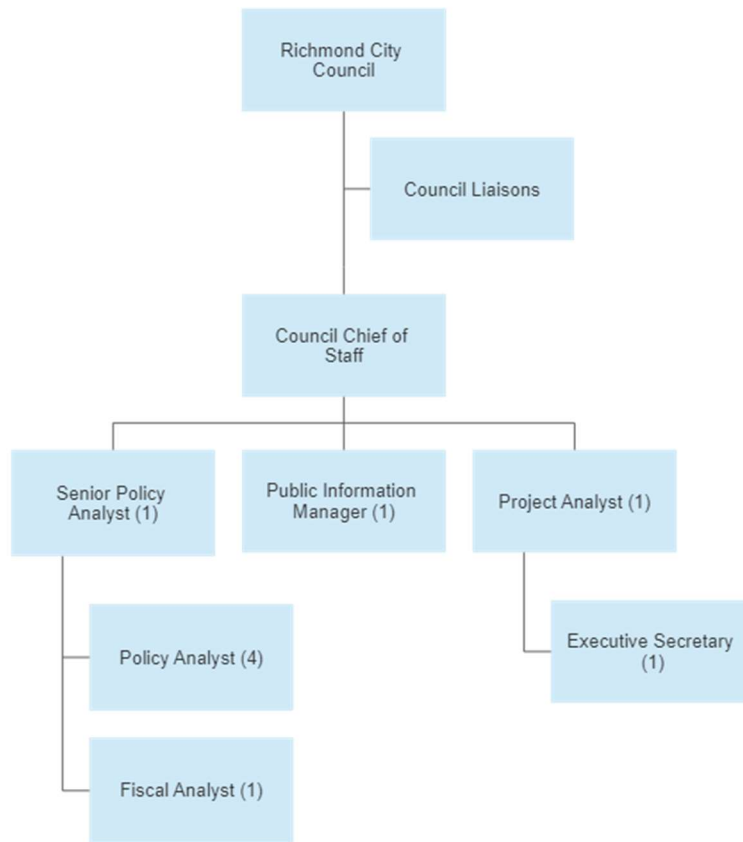 Richmond City
Council
Council Liaisons
Council Chief of
Staff
Senior Policy
Analyst (1)
Public Information
Manager (1)
Project Analyst (1)
Policy Analyst (4)
Executive Secretary
(1)
Fiscal Analyst (1)